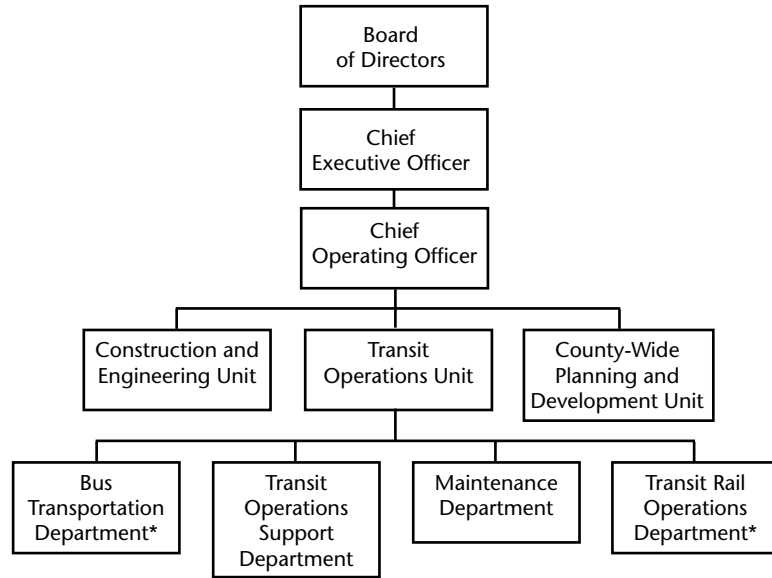 Board
of Directors
Chief
Executive Officer
Chief
Operating Officer
Construction and
Engineering Unit
Transit
Operations Unit
County-Wide
Planning and
Development Unit
Bus
Transportation
Department*
Transit
Operations
Support
Department
Maintenance
Department
Transit Rail
Operations
Department*